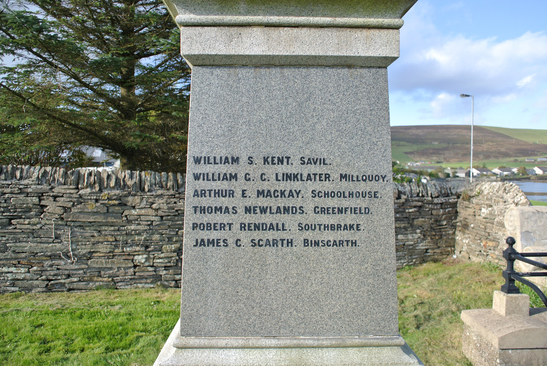 WILLIAM S. KENT. SAVIL.
WILLIAM G. C. LINKLATER. MILLQUOY.
ARTHUR E. MACKAY. SCHOOLHOUSE.
THOMAS NEWLANDS. GREENFIELD.
ROBERT RENDALL. SOUTHBRAKE.
JAMES C. SCARTH. BINSCARTH.